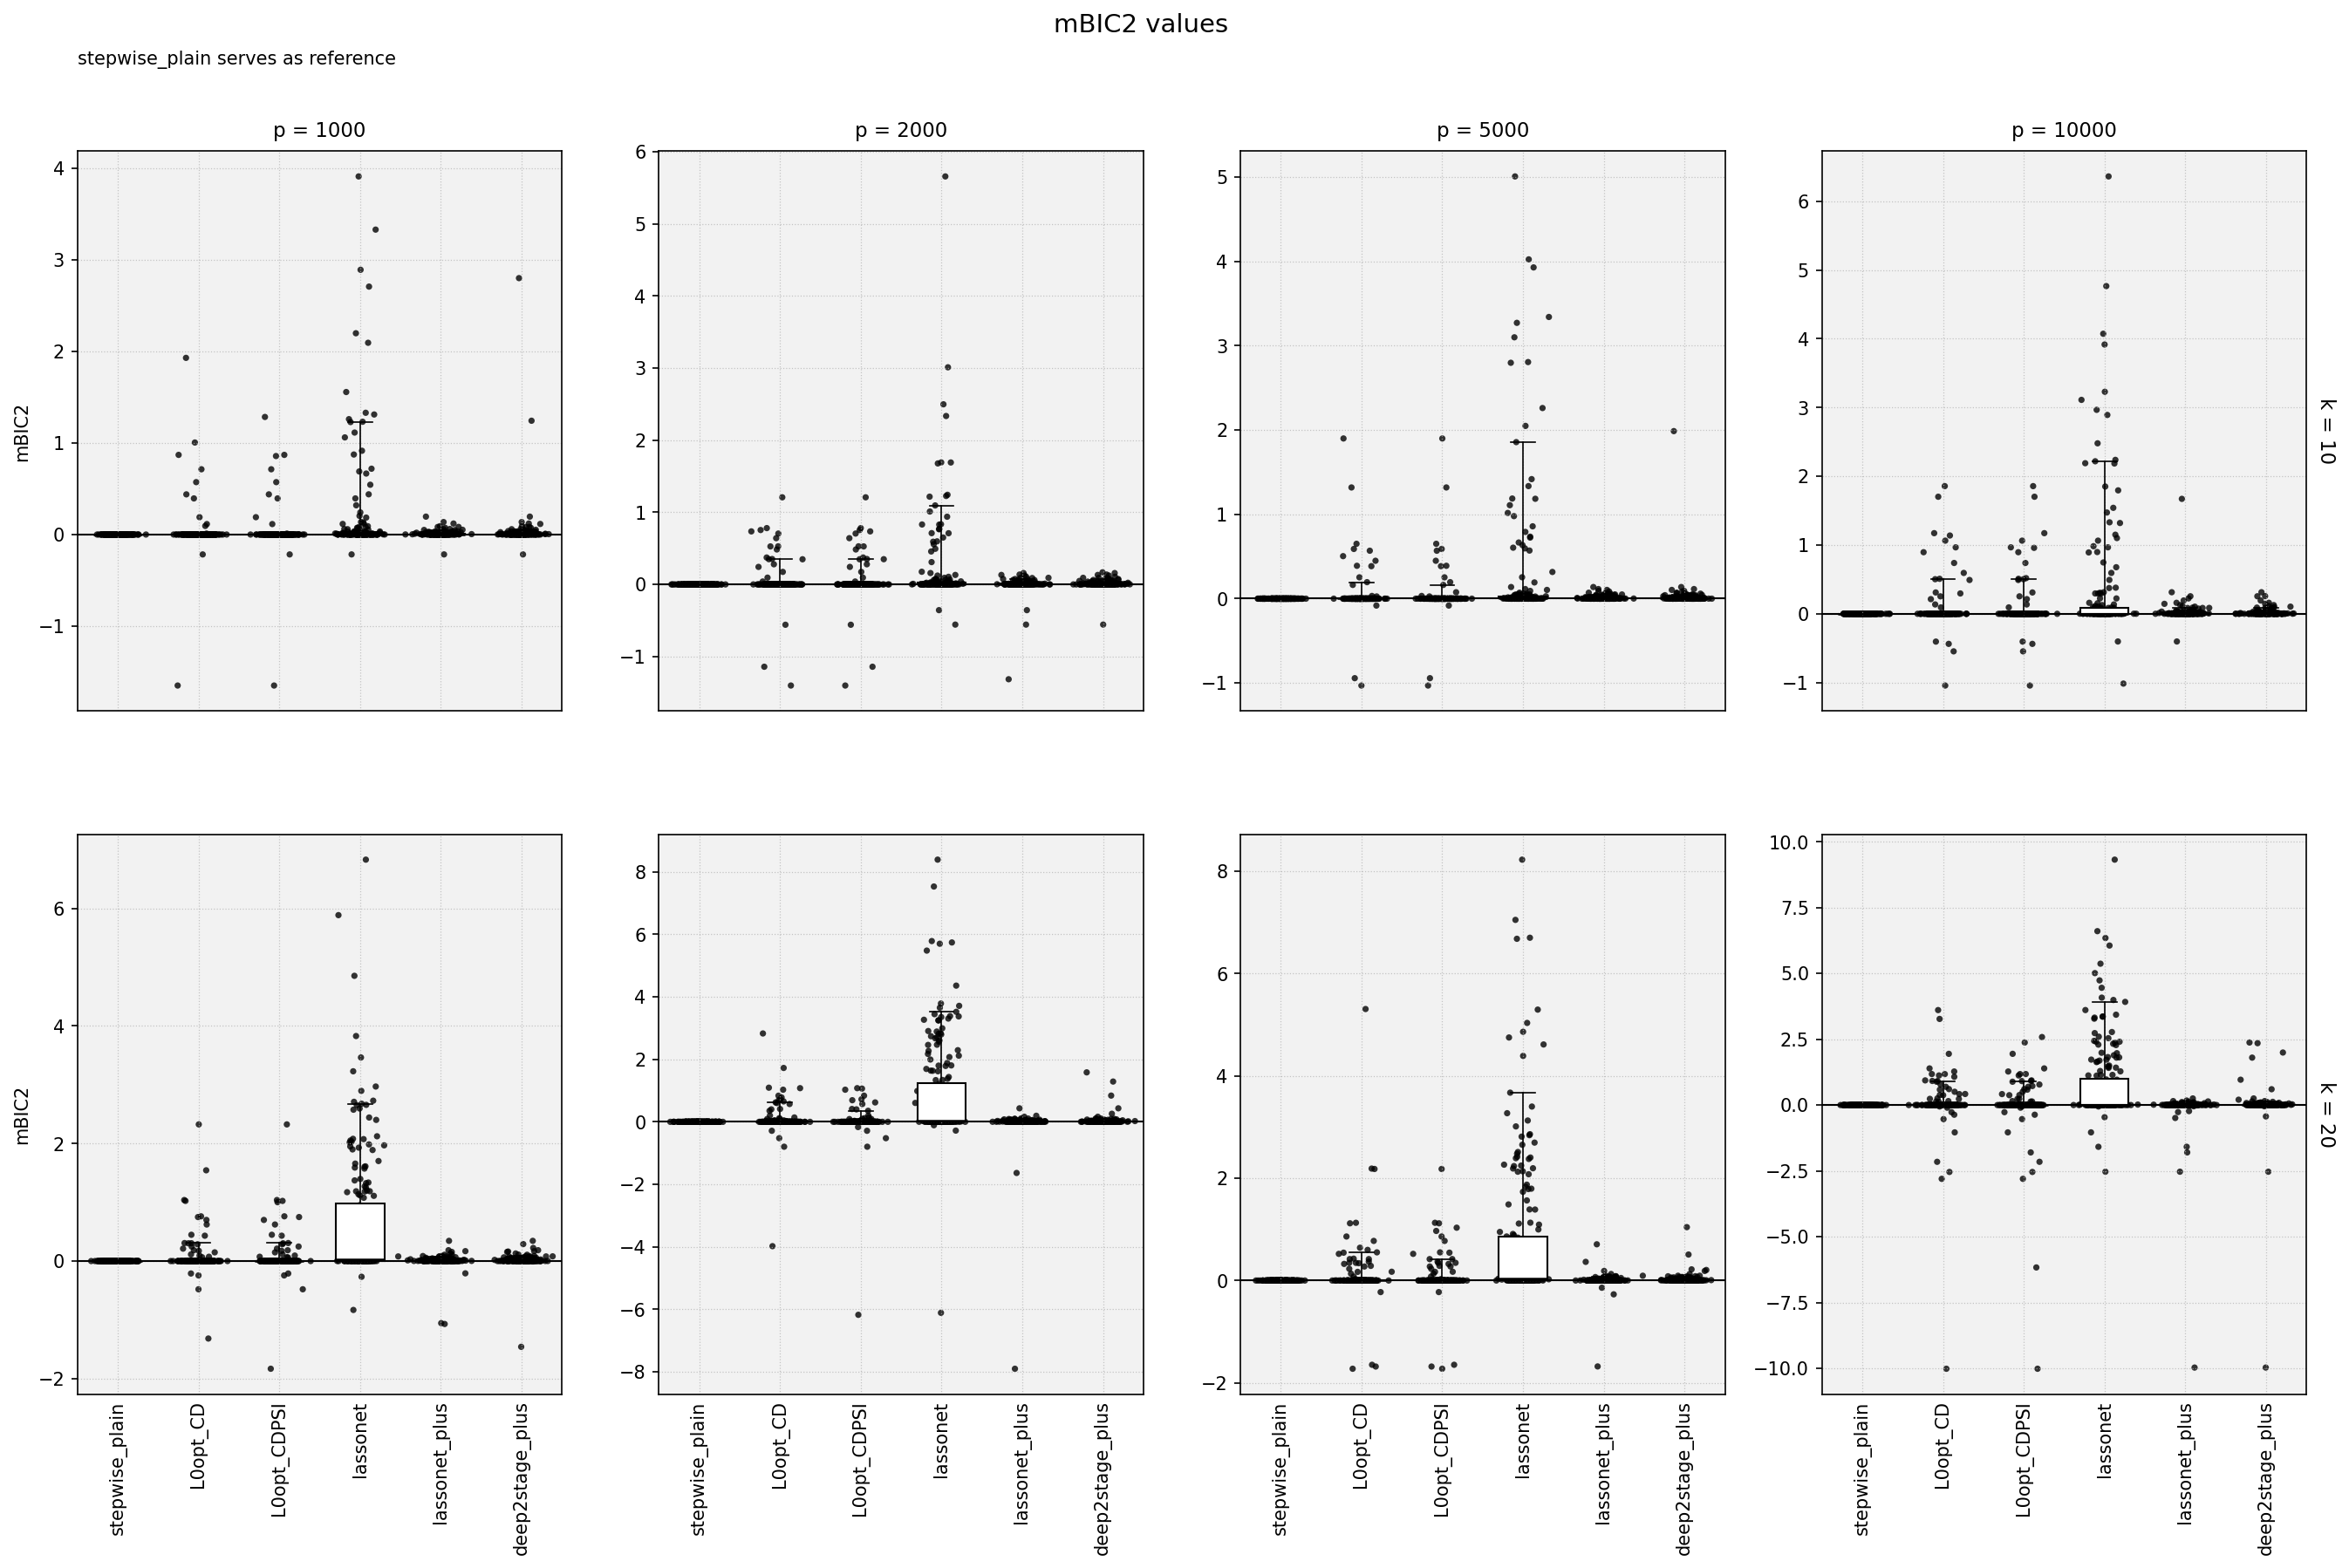 mBIC2 values
stepwise_plain serves as reference
p = 1000
p = 2000
p = 5000
p = 10000
4
3
2
1
0
−1
mBIC2
6
5
4
3
2
1
0
−1
5
4
3
2
1
0
−1
6
5
4
3
2
1
0
−1
k = 10
6
4
2
0
−2
mBIC2
8
6
4
2
0
−2
−4
−6
−8
8
6
4
2
0
−2
10.0
7.5
5.0
2.5
0.0
−2.5
−5.0
−7.5
−10.0
k = 20
stepwise_plain
L0opt_CD
L0opt_CDPSI
lassonet
lassonet_plus
deep2stage_plus
stepwise_plain
L0opt_CD
L0opt_CDPSI
lassonet
lassonet_plus
deep2stage_plus
stepwise_plain
L0opt_CD
L0opt_CDPSI
lassonet
lassonet_plus
deep2stage_plus
stepwise_plain
L0opt_CD
L0opt_CDPSI
lassonet
lassonet_plus
deep2stage_plus